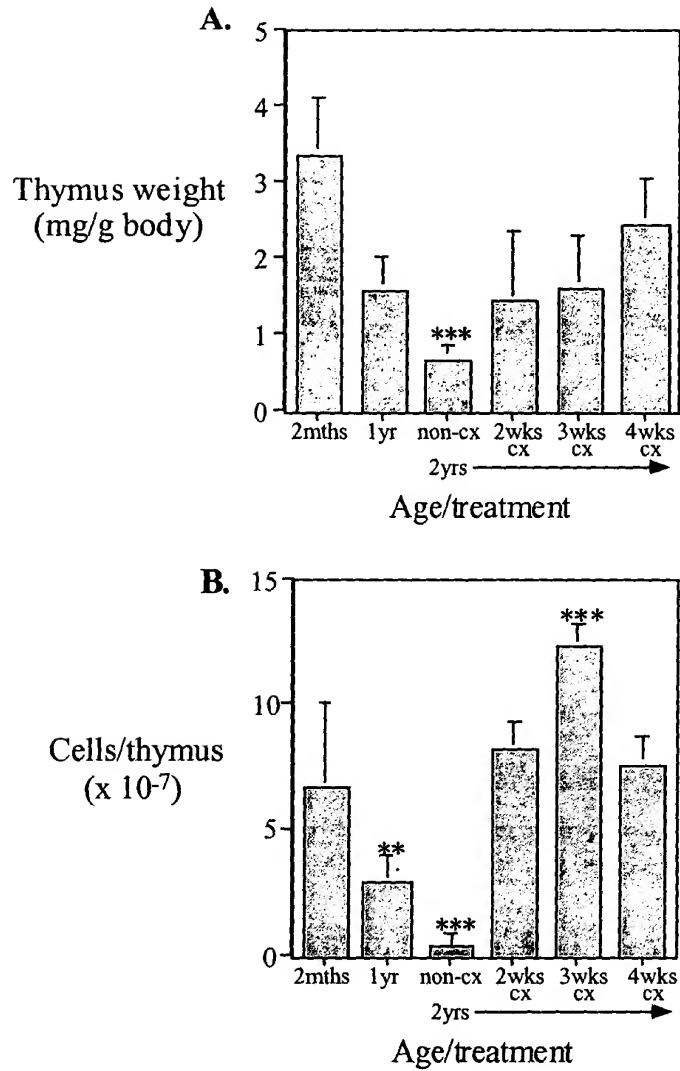 A.
5
4
3
2
1
0
Thymus weight
(mg/g body)
***
2mths 1yr non-cx 2wks cx 3wks cx 4wks cx
2yrs
Age/treatment
B.
15
10
5
0
Cells/thymus
(x 10-7)
**
***
***
2mths 1yr non-cx 2wks cx 3wks cx 4wks cx
2yrs
Age/treatment